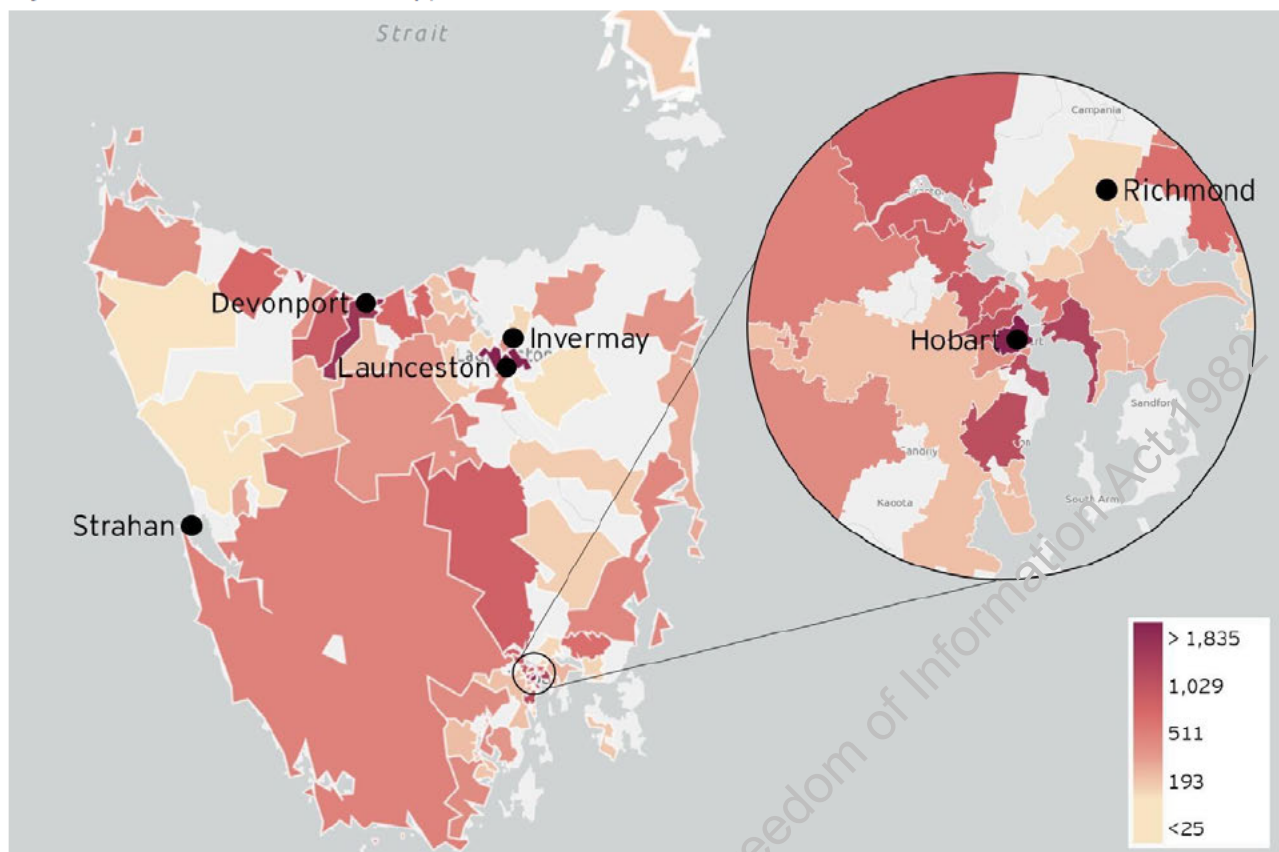 Strait
Campania
Richmond
Devonport
Invermay
Hobart
Launceston
Sandford
Kaoota
South Arm
Strahan
> 1,835
1,029
511
193
<25
Freedom of Information Act 1982